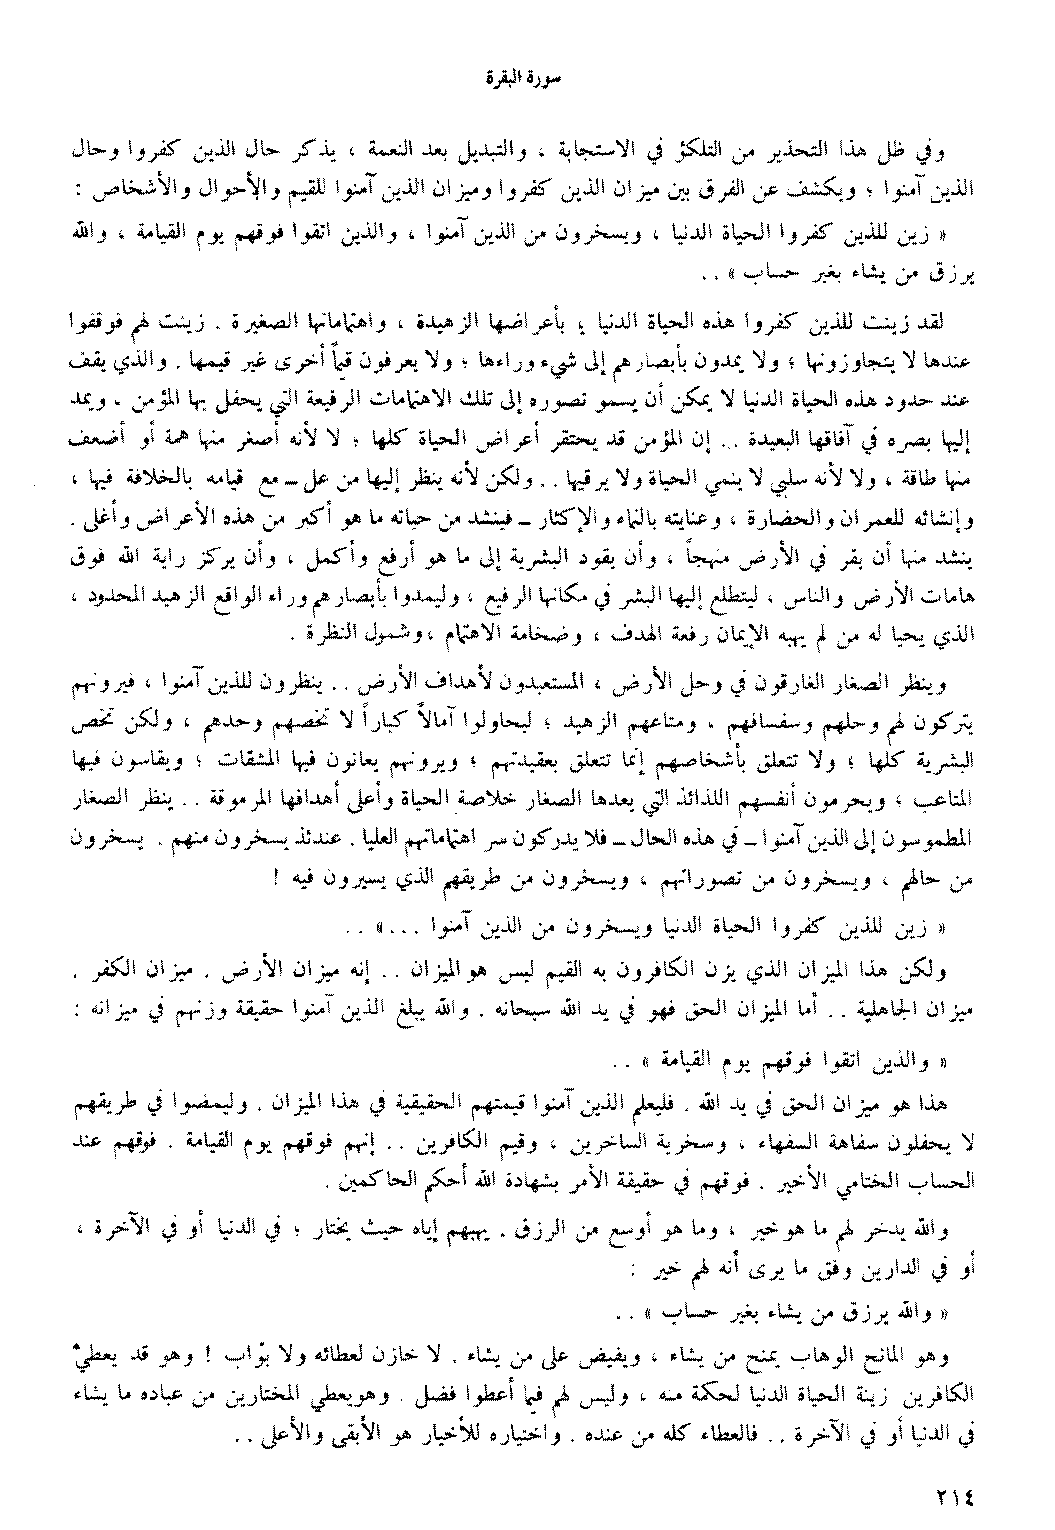 سورة البقرة
وفي ظل هذا التحذير من التلكؤ في الاستجابة ، والتبديل بعد النعمة ، يذكر حال الذين كفروا وحال
الذين آمنوا ؛ ويكشف عن الفرق بين ميزان الذين كفروا وميزان الذين آمنوا للقيم والأحوال والأشخاص :
« زين للذين كفروا الحياة الدنيا ، ويسخرون من الذين آمنوا ، والذين اتقوا فوقهم يوم القيامة ، والله
يرزق من يشاء بغير حساب » ..
لقد زينت للذين كفروا هذه الحياة الدنيا ؛ بأعراضها الزهيدة ، واهتماماتها الصغيرة . زينت لهم فوقفوا
عندها لا يتجاوزونها ؛ ولا يمدون بأبصارهم إلى شيء وراءها ؛ ولا يعرفون قيماً أخرى غير قيمها . والذي يقف
عند حدود هذه الحياة الدنيا لا يمكن أن يسمو تصوره إلى تلك الاهتمامات الرفيعة التي يحفل بها المؤمن ، ويمد
إليها بصره في آفاقها البعيدة .. إن المؤمن قد يحتقر أعراض الحياة كلها ؛ لا لأنه أصغر منها همة أو أضعف
منها طاقة ، ولا لأنه سلبي لا ينمي الحياة ولا يرقيها .. ولكن لأنه ينظر إليها من عل – مع قيامه بالخلافة فيها ،
وإنشائه للعمران والحضارة ، وعنايته بالنماء والإكثار – فينشد من حياته ما هو أكبر من هذه الأعراض وأغلى .
ينشد منها أن يقر في الأرض منهجاً ، وأن يقود البشرية إلى ما هو أرفع وأكمل ، وأن يركز راية الله فوق
هامات الأرض والناس ، ليتطلع إليها البشر في مكانها الرفيع ، وليمدوا بأبصارهم وراء الواقع الزهيد المحدود ،
الذي يحيا له من لم يهبه الإيمان رفعة الهدف ، وضخامة الاهتمام ، وشمول النظرة .
وينظر الصغار الغارقون في وحل الأرض ، المستعبدون لأهداف الأرض .. ينظرون للذين آمنوا ، فيرونهم
يتركون لهم وحلهم وسفسافهم ، ومتاعهم الزهيد ؛ ليحاولوا آمالاً كباراً لا تخصهم وحدهم ، ولكن تخص
البشرية كلها ؛ ولا تتعلق بأشخاصهم إنما تتعلق بعقيدتهم ؛ ويرونهم يعانون فيها المشقات ؛ ويقاسون فيها
المتاعب ؛ ويحرمون أنفسهم اللذائذ التي يعدها الصغار خلاصة الحياة وأعلى أهدافها المرموقة .. ينظر الصغار
المطموسون إلى الذين آمنوا – في هذه الحال – فلا يدركون سر اهتماماتهم العليا . عندئذ يسخرون منهم . يسخرون
من حالهم ، ويسخرون من تصوراتهم ، ويسخرون من طريقهم الذي يسيرون فيه !
« زين للذين كفروا الحياة الدنيا ويسخرون من الذين آمنوا ...» ..
ولكن هذا الميزان الذي يزن الكافرون به القيم ليس هو الميزان .. إنه ميزان الأرض . ميزان الكفر .
ميزان الجاهلية .. أما الميزان الحق فهو في يد الله سبحانه . والله يبلغ الذين آمنوا حقيقة وزنهم في ميزانه :
« والذين اتقوا فوقهم يوم القيامة » ..
هذا هو ميزان الحق في يد الله . فليعلم الذين آمنوا قيمتهم الحقيقية في هذا الميزان . وليمضوا في طريقهم
لا يحفلون سفاهة السفهاء ، وسخرية الساخرين ، وقيم الكافرين .. إنهم فوقهم يوم القيامة . فوقهم عند
الحساب الختامي الأخير . فوقهم في حقيقة الأمر بشهادة الله أحكم الحاكمين .
والله يدخر لهم ما هو خير ، وما هو أوسع من الرزق . يهبهم إياه حيث يختار ؛ في الدنيا أو في الآخرة ،
أو في الدارين وفق ما يرى أنه لهم خير :
« والله يرزق من يشاء بغير حساب » ..
وهو المانح الوهاب يمنح من يشاء ، ويفيض على من يشاء . لا خازن لعطائه ولا بوّاب ! وهو قد يعطي
الكافرين زينة الحياة الدنيا لحكمة منه ، وليس لهم فيما أعطوا فضل . وهو يعطي المختارين من عباده ما يشاء
في الدنيا أو في الآخرة .. فالعطاء كله من عنده . واختياره للأخيار هو الأبقى والأعلى ..
٢١٤